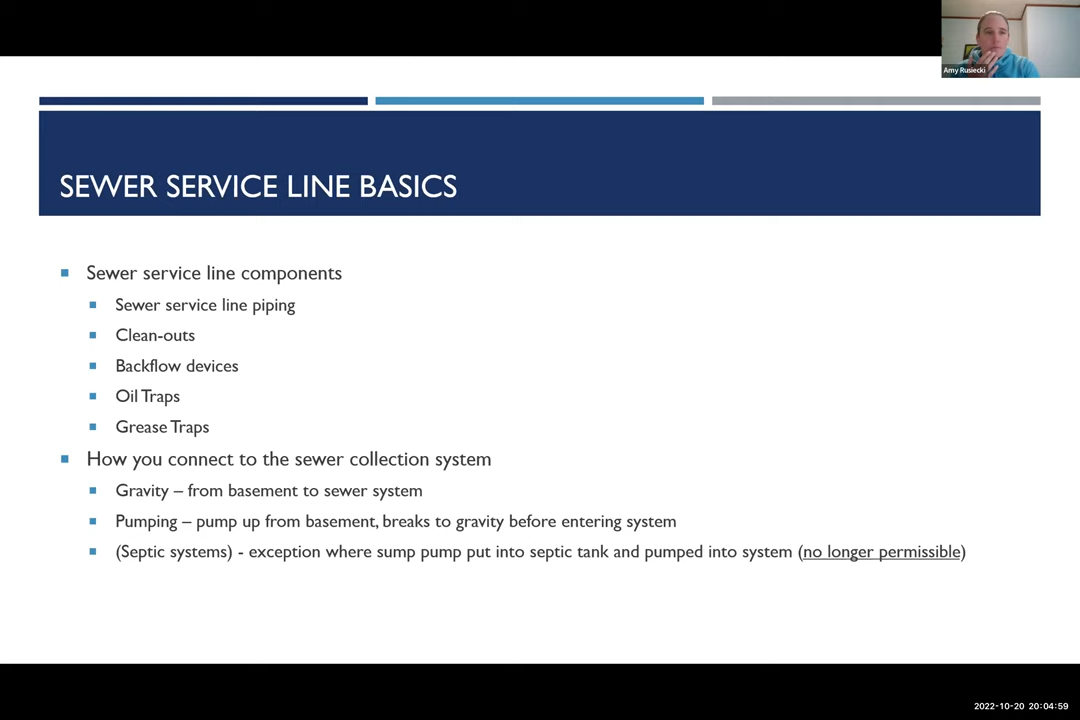 Amy Rusiecki
SEWER SERVICE LINE BASICS
Sewer service line components
Sewer service line piping
Clean-outs
Backflow devices
Oil Traps
Grease Traps
How you connect to the sewer collection system
Gravity – from basement to sewer system
Pumping – pump up from basement, breaks to gravity before entering system
(Septic systems) - exception where sump pump put into septic tank and pumped into system (no longer permissible)
2022-10-20 20:04:59